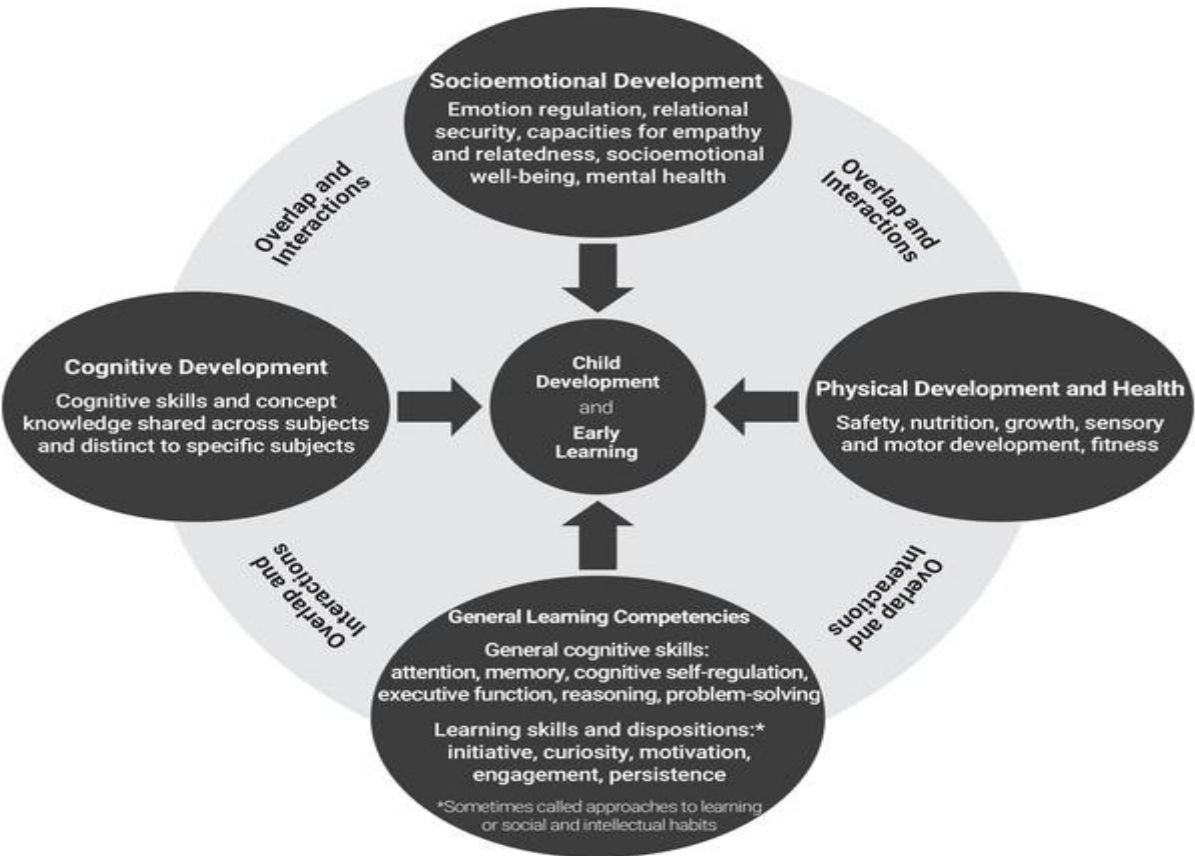 Socioemotional Development
Emotion regulation, relational
security, capacities for empathy
and relatedness, socioemotional
well-being, mental health
Overlap and
Interactions
Overlap and
Interactions
Cognitive Development
Cognitive skills and concept
knowledge shared across subjects
and distinct to specific subjects
Child
Development
and
Early
Learning
Physical Development and Health
Safety, nutrition, growth, sensory
and motor development, fitness
Overlap and
Interactions
Overlap and
Interactions
General Learning Competencies
General cognitive skills:
attention, memory, cognitive self-regulation,
executive function, reasoning, problem-solving
Learning skills and dispositions:*
initiative, curiosity, motivation,
engagement, persistence
*Sometimes called approaches to learning
or social and intellectual habits